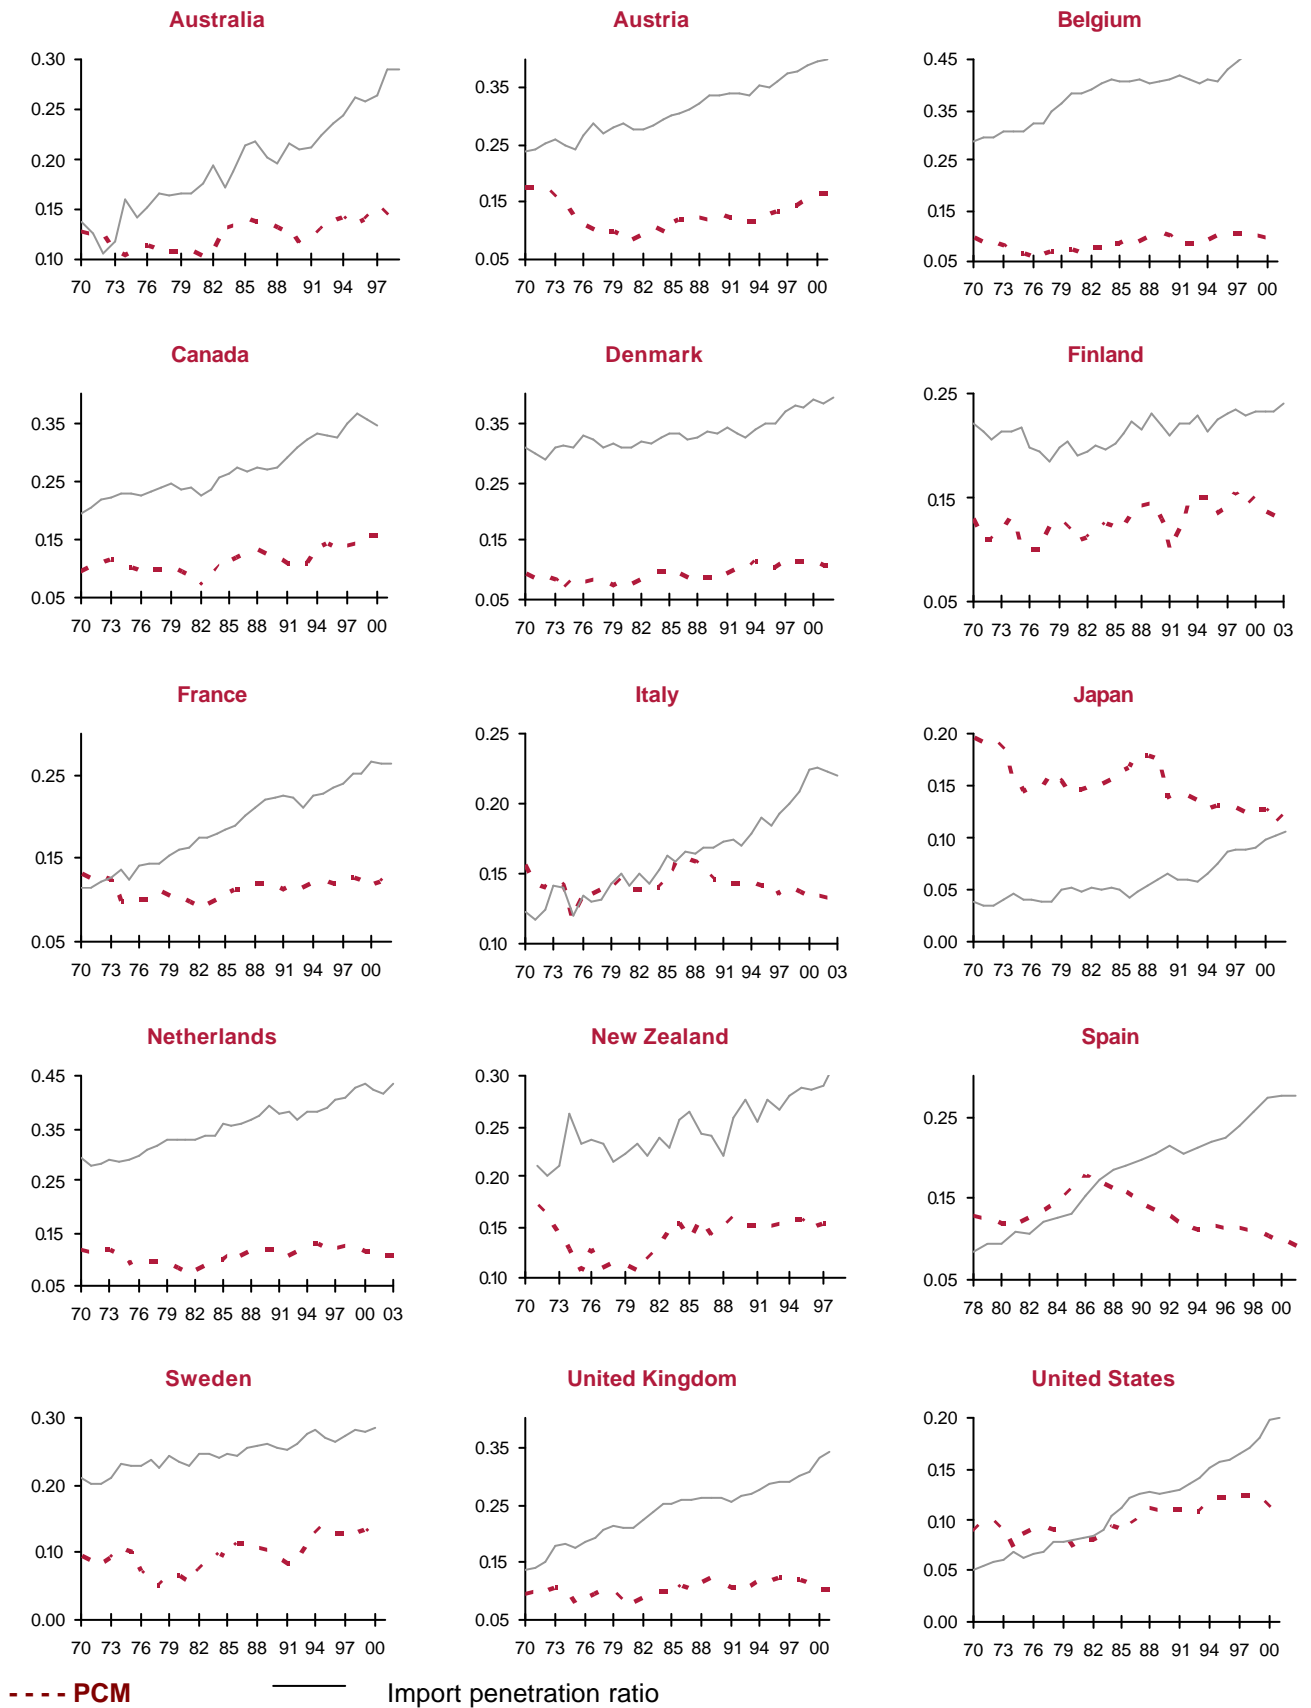 Australia
Austria
Belgium
0.30
0.25
0.20
0.15
0.10
70 73 76 79 82 85 88 91 94 97
0.35
0.25
0.15
0.05
70 73 76 79 82 85 88 91 94 97 00
0.45
0.35
0.25
0.15
0.05
70 73 76 79 82 85 88 91 94 97 00
Canada
Denmark
Finland
0.35
0.25
0.15
0.05
70 73 76 79 82 85 88 91 94 97 00
0.35
0.25
0.15
0.05
70 73 76 79 82 85 88 91 94 97 00
0.25
0.15
0.05
70 73 76 79 82 85 88 91 94 97 00 03
France
Italy
Japan
0.25
0.15
0.05
70 73 76 79 82 85 88 91 94 97 00
0.25
0.20
0.15
0.10
70 73 76 79 82 85 88 91 94 97 00 03
0.20
0.15
0.10
0.05
0.00
70 73 76 79 82 85 88 91 94 97 00
Netherlands
New Zealand
Spain
0.45
0.35
0.25
0.15
0.05
70 73 76 79 82 85 88 91 94 97 00 03
0.30
0.25
0.20
0.15
0.10
70 73 76 79 82 85 88 91 94 97
0.25
0.15
0.05
78 80 82 84 86 88 90 92 94 96 98 00
Sweden
United Kingdom
United States
0.30
0.20
0.10
0.00
70 73 76 79 82 85 88 91 94 97 00
0.35
0.25
0.15
0.05
70 73 76 79 82 85 88 91 94 97 00
0.20
0.15
0.10
0.05
0.00
70 73 76 79 82 85 88 91 94 97 00
PCM
Import penetration ratio